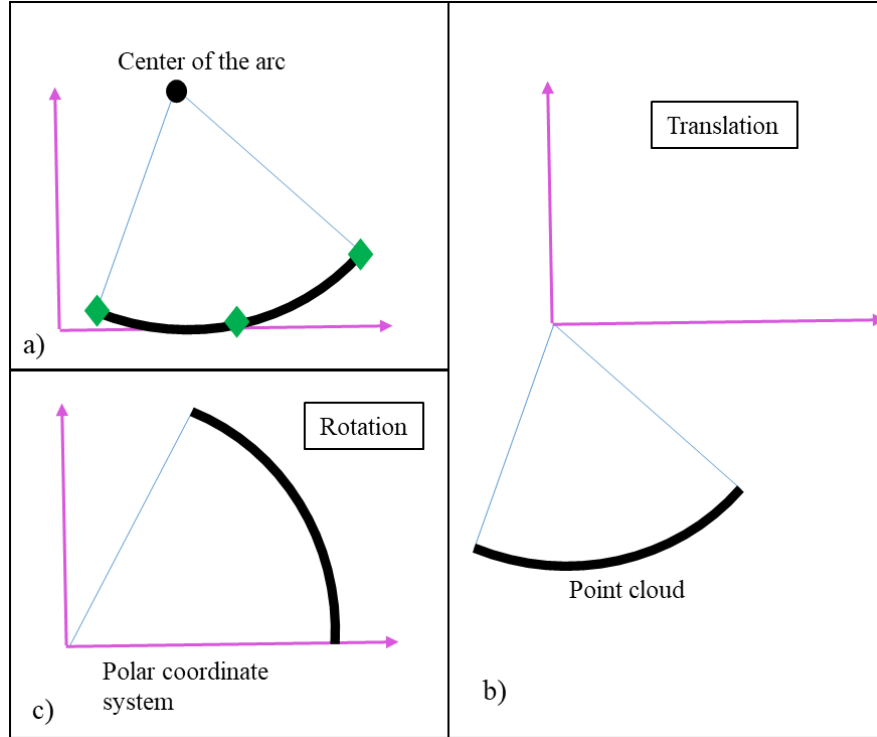 Center of the arc
a)
Translation
Point cloud
b)
Rotation
Polar coordinate
system
c)